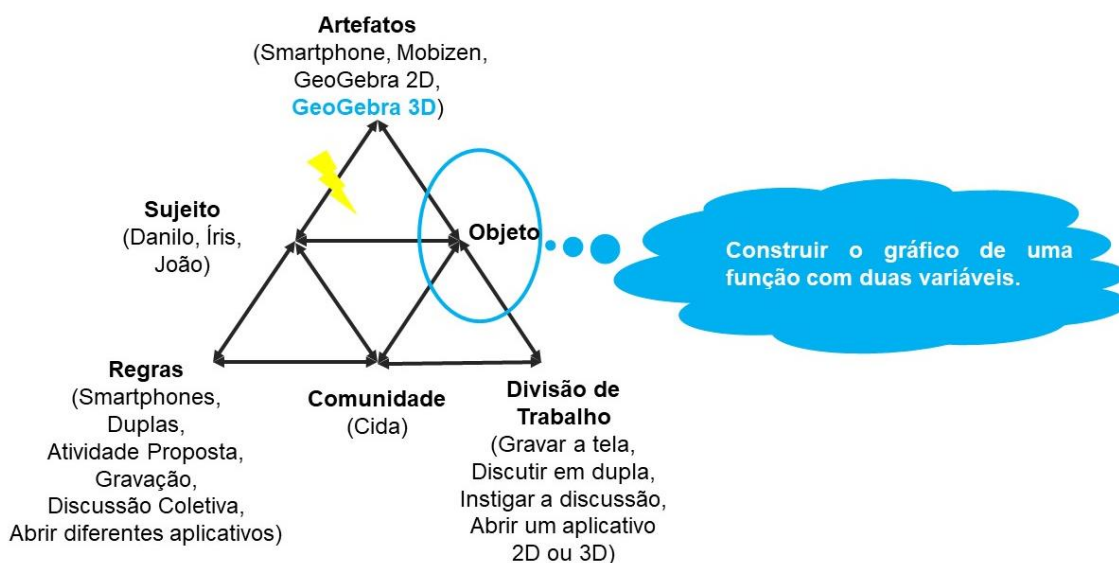 Artefatos
(Smartphone, Mobizen,
GeoGebra 2D,
GeoGebra 3D)
Sujeito
(Danilo, Íris,
João)
Objeto
Construir o gráfico de uma
função com duas variáveis.
Regras
(Smartphones,
Duplas,
Atividade Proposta,
Gravação,
Discussão Coletiva,
Abrir diferentes aplicativos)
Comunidade
(Cida)
Divisão de
Trabalho
(Gravar a tela,
Discutir em dupla,
Instigar a discussão,
Abrir um aplicativo
2D ou 3D)